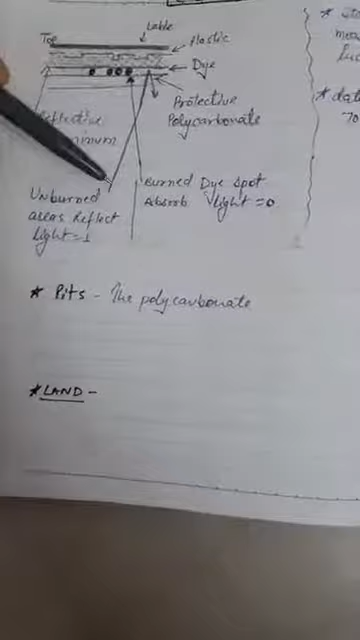 Lable
Top
Plastic
Dye
Protective
Polycarbonate
Unburned
areas Reflect
light=1
Burned Dye spot
Absorb light=0
* Pits - The polycarbonate
* LAND -